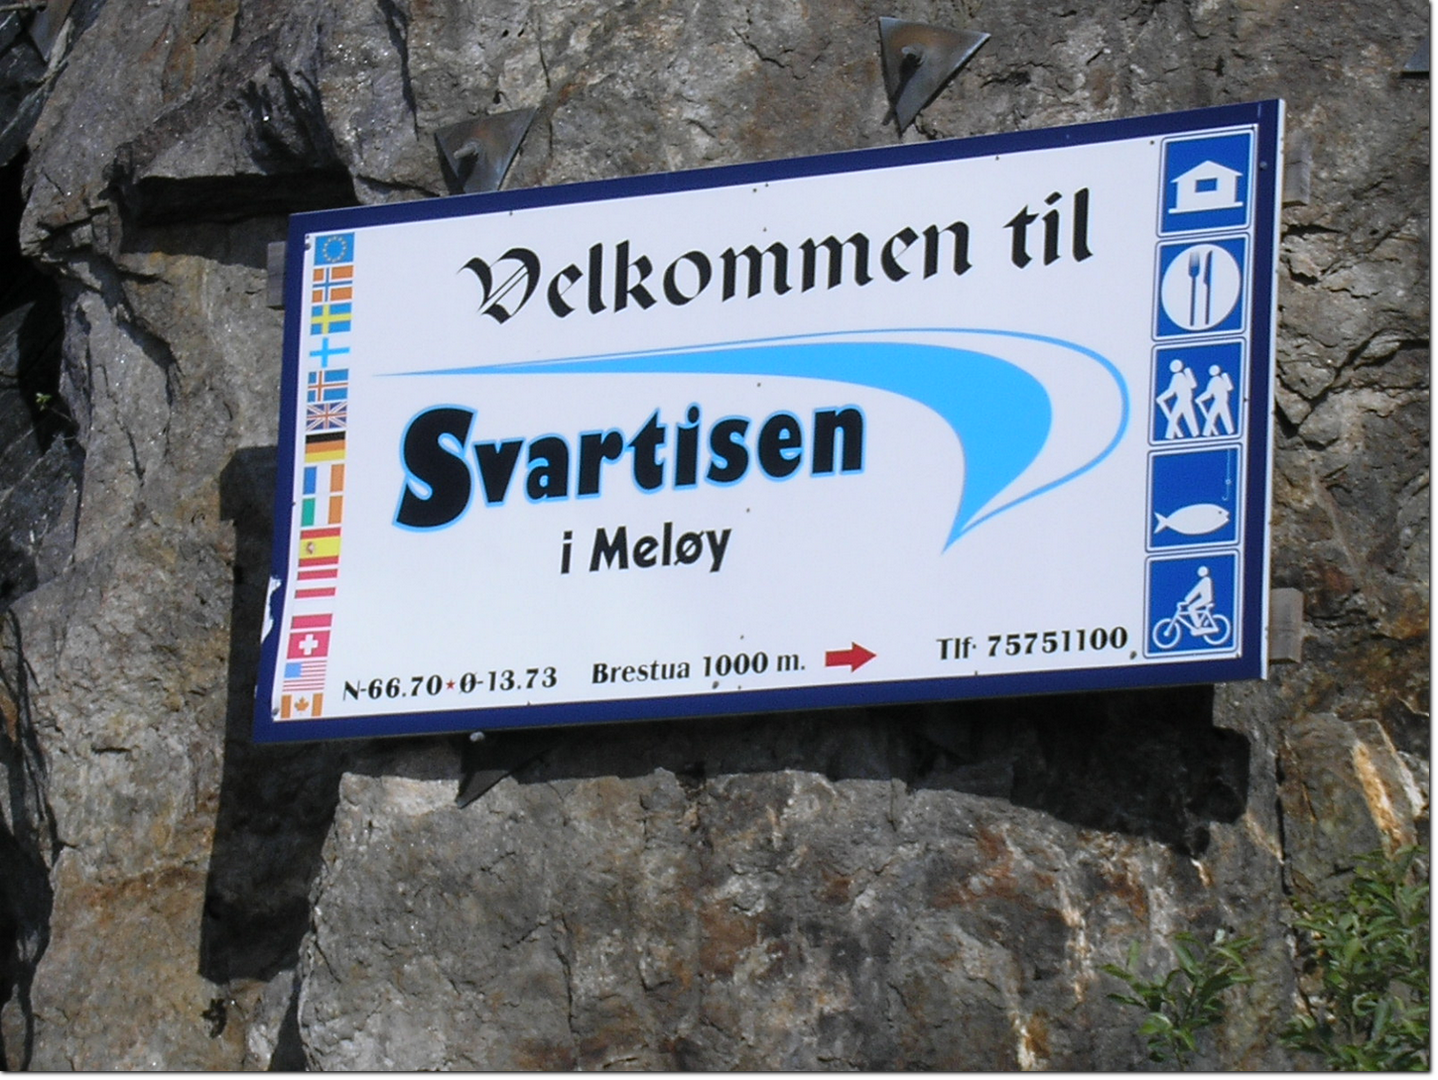 Velkommen til
Svartisen
i Meløy
N-66.70★Ø-13.73 Brestua 1000 m. Tlf· 75751100